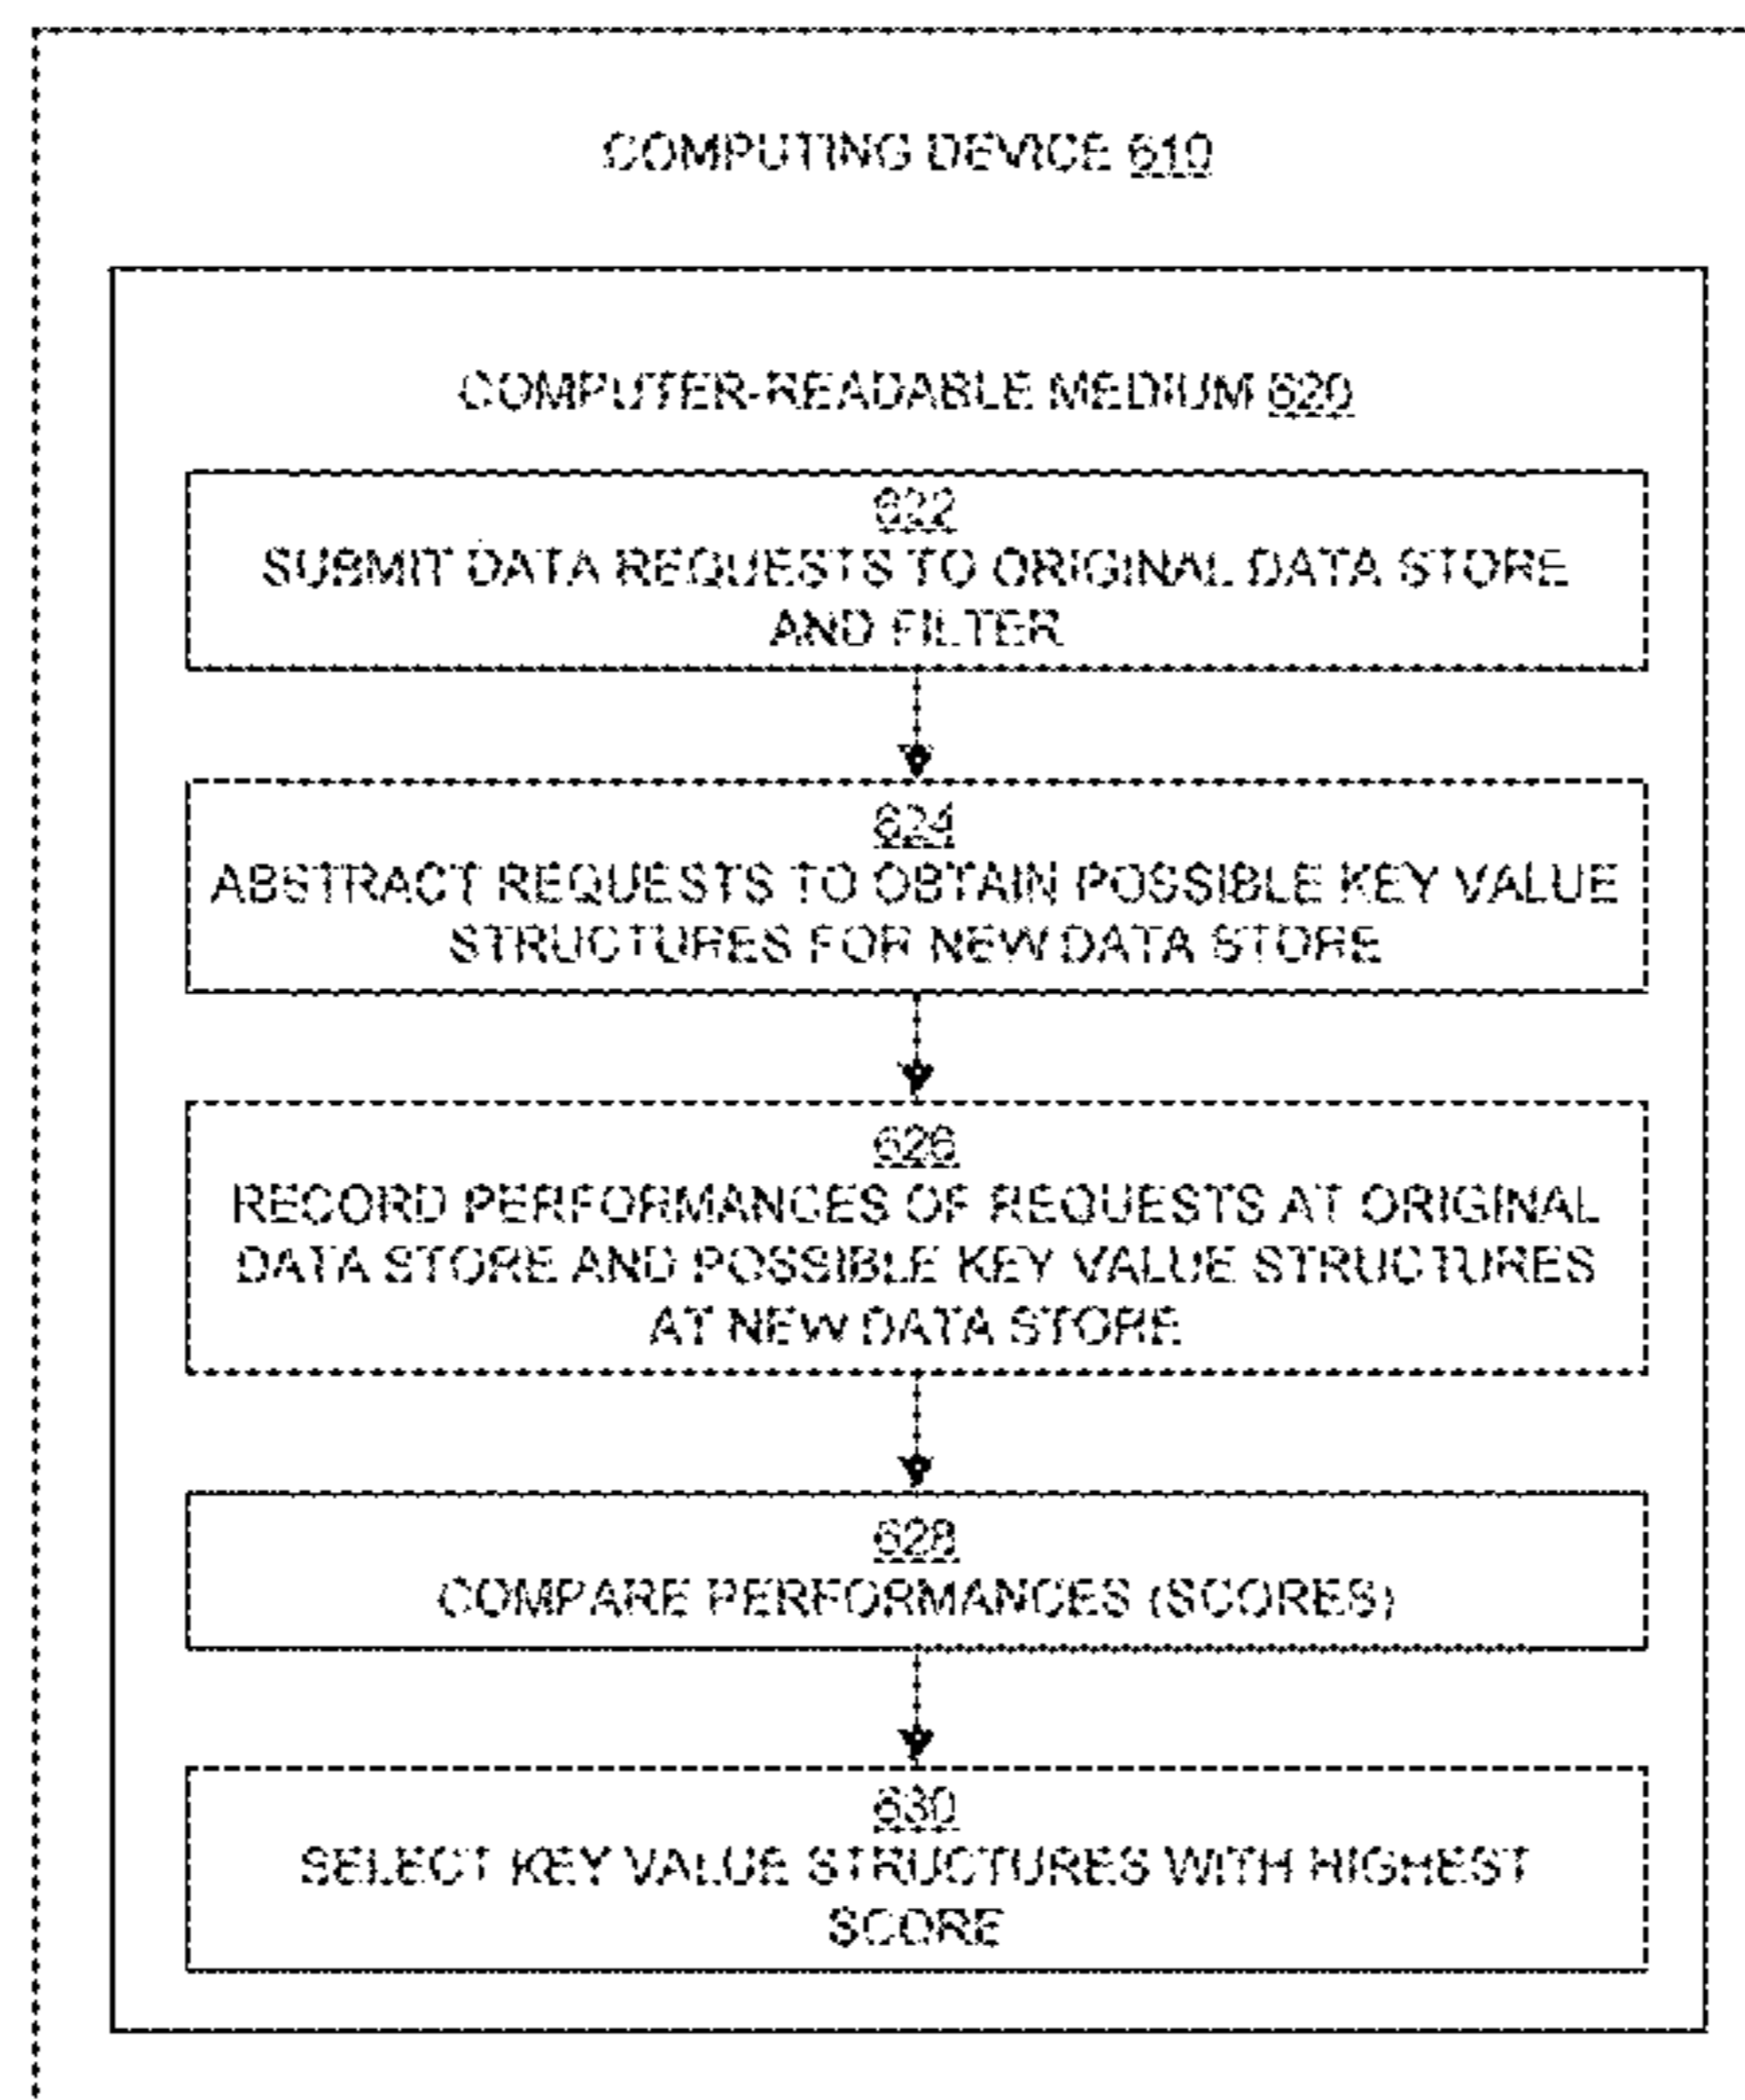 COMPUTING DEVICE 610
COMPUTER-READABLE MEDIUM 620
622
SUBMIT DATA REQUESTS TO ORIGINAL DATA STORE
AND FILTER
624
ABSTRACT REQUESTS TO OBTAIN POSSIBLE KEY VALUE
STRUCTURES FOR NEW DATA STORE
626
RECORD PERFORMANCES OF REQUESTS AT ORIGINAL
DATA STORE AND POSSIBLE KEY VALUE STRUCTURES
AT NEW DATA STORE
628
COMPARE PERFORMANCES (SCORES)
630
SELECT KEY VALUE STRUCTURES WITH HIGHEST
SCORE